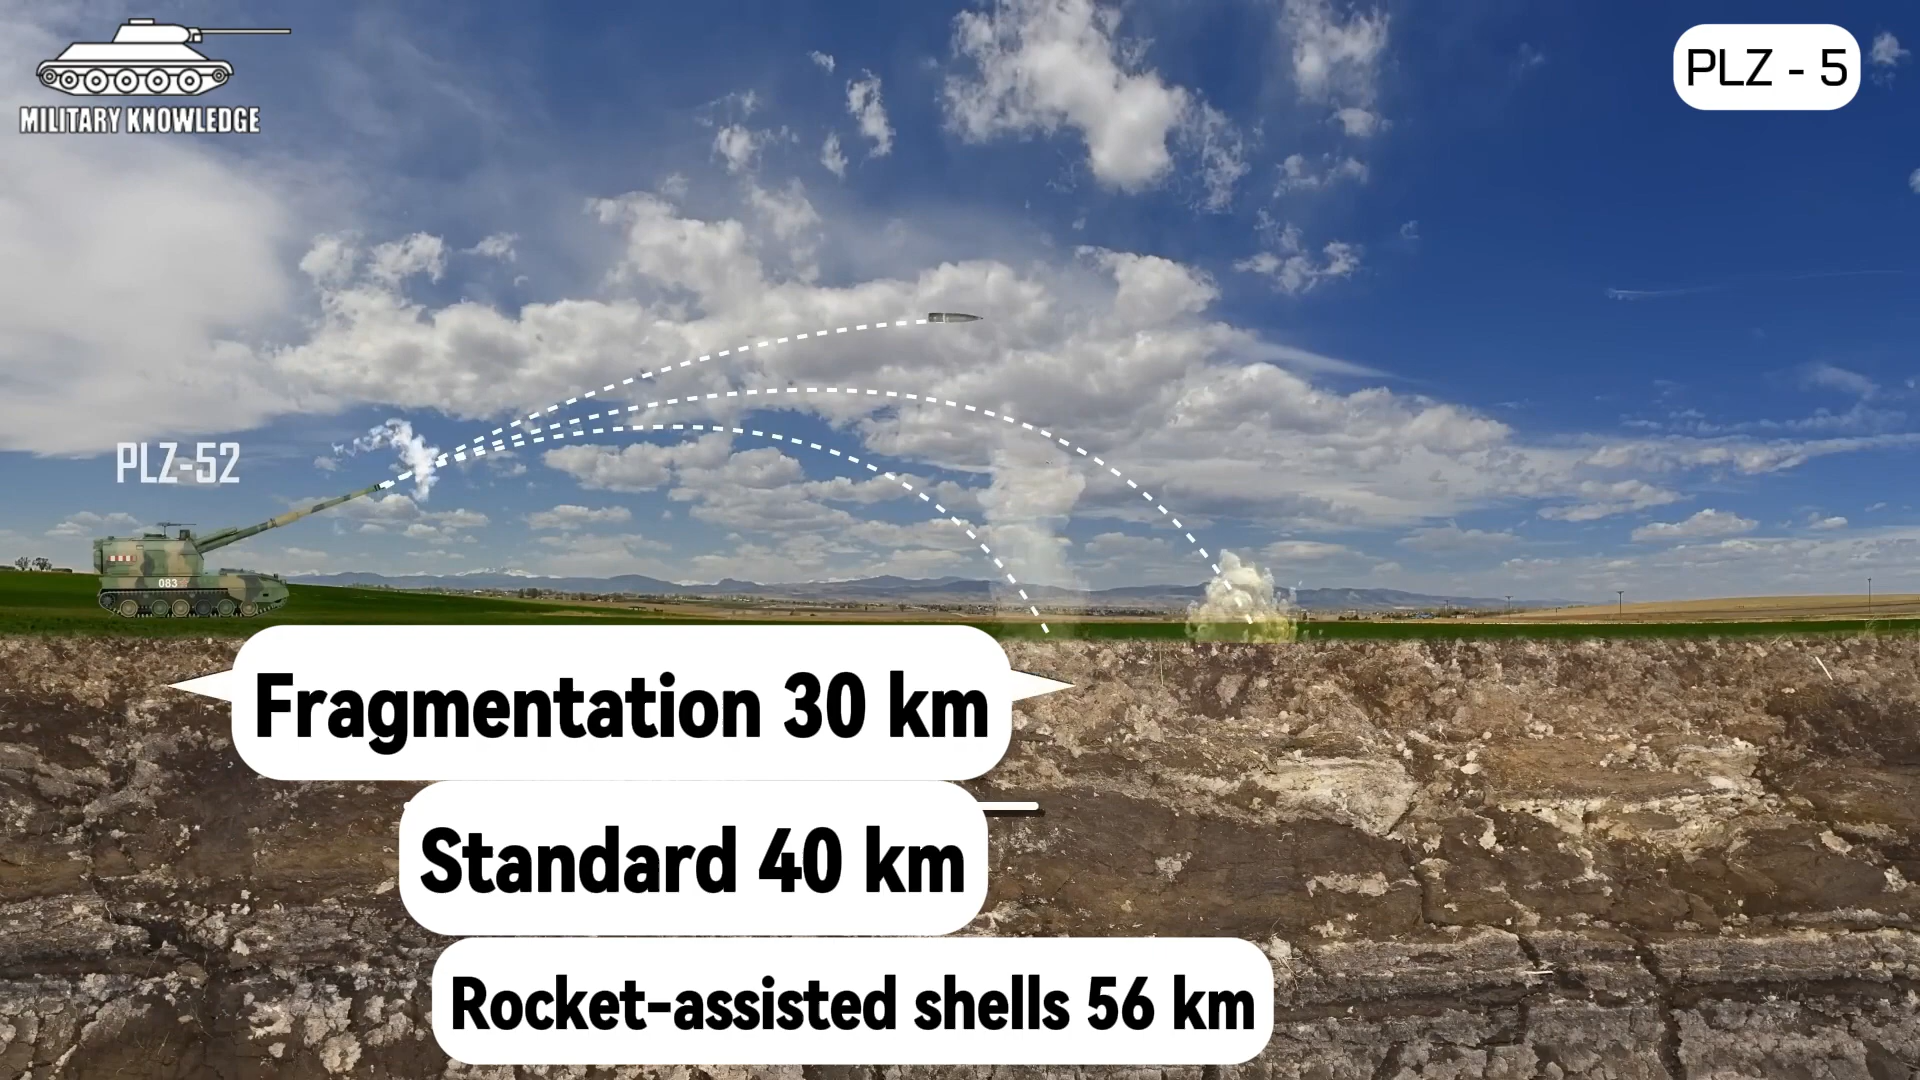 MILITARY KNOWLEDGE
PLZ - 5
PLZ-52
083
Fragmentation 30 km
Standard 40 km
Rocket-assisted shells 56 km